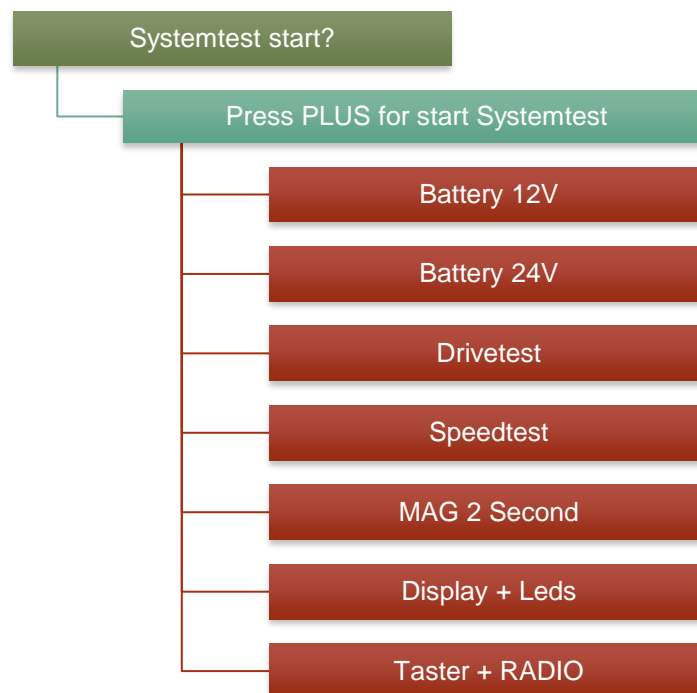 Systemtest start?
Press PLUS for start Systemtest
Battery 12V
Battery 24V
Drivetest
Speedtest
MAG 2 Second
Display + Leds
Taster + RADIO